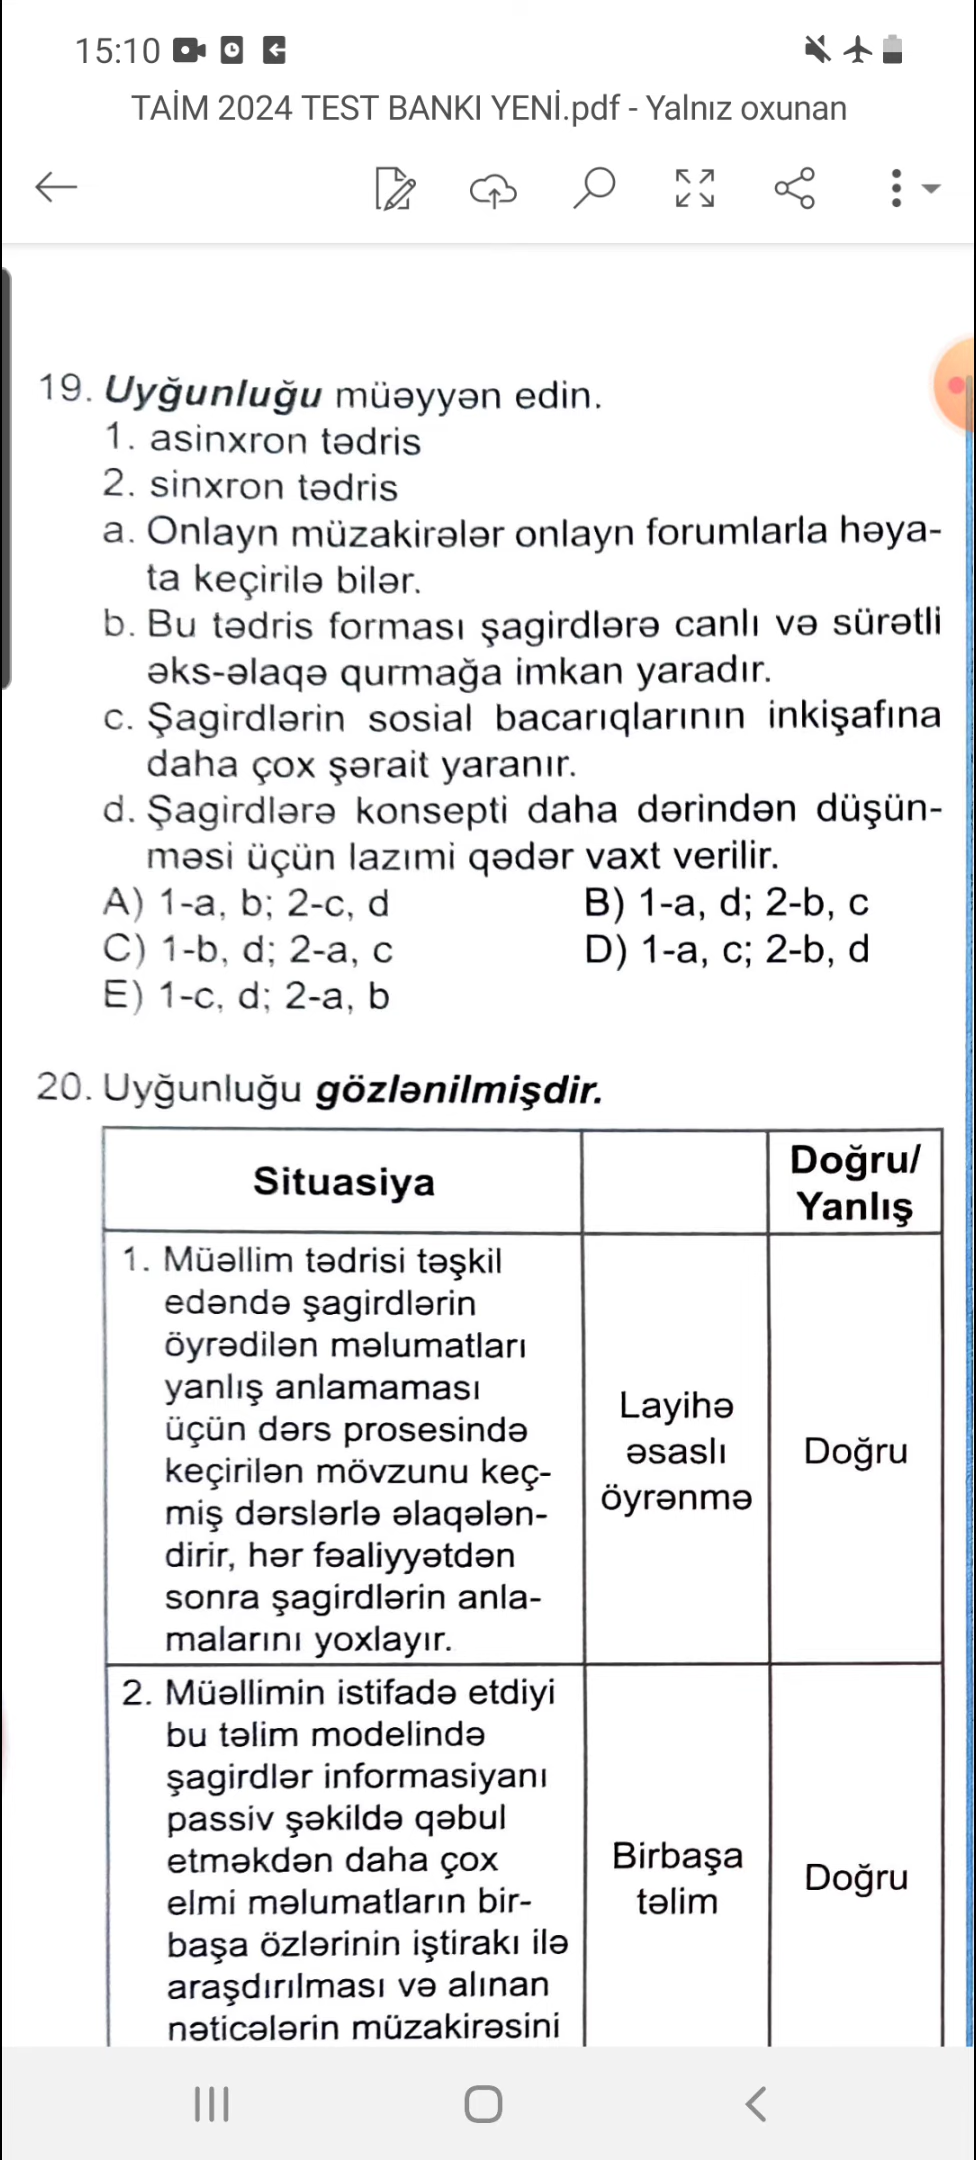 15:10
TAİM 2024 TEST BANKI YENİ.pdf - Yalnız oxunan
19. Uyğunluğu müəyyən edin.
1. asinxron tədris
2. sinxron tədris
a. Onlayn müzakirələr onlayn forumlarla həya-
ta keçirilə bilər.
b. Bu tədris forması şagirdlərə canlı və sürətli
əks-əlaqə qurmağa imkan yaradır.
c. Şagirdlərin sosial bacarıqlarının inkişafına
daha çox şərait yaranır.
d. Şagirdlərə konsepti daha dərindən düşün-
məsi üçün lazımi qədər vaxt verilir.
A) 1-a, b; 2-c, d B) 1-a, d; 2-b, c
C) 1-b, d; 2-a, c D) 1-a, c; 2-b, d
E) 1-c, d; 2-a, b
20. Uyğunluğu gözlənilmişdir.
Situasiya
Doğru/
Yanlış
1. Müəllim tədrisi təşkil
edəndə şagirdlərin
öyrədilən məlumatları
yanlış anlamaması
üçün dərs prosesində
keçirilən mövzunu keç-
miş dərslərlə əlaqələn-
dirir, hər fəaliyyətdən
sonra şagirdlərin anla-
malarını yoxlayır.
Layihə
əsaslı
öyrənmə
Doğru
2. Müəllimin istifadə etdiyi
bu təlim modelində
şagirdlər informasiyanı
passiv şəkildə qəbul
etməkdən daha çox
elmi məlumatların bir-
başa özlərinin iştirakı ilə
araşdırılması və alınan
nəticələrin müzakirəsini
Birbaşa
təlim
Doğru